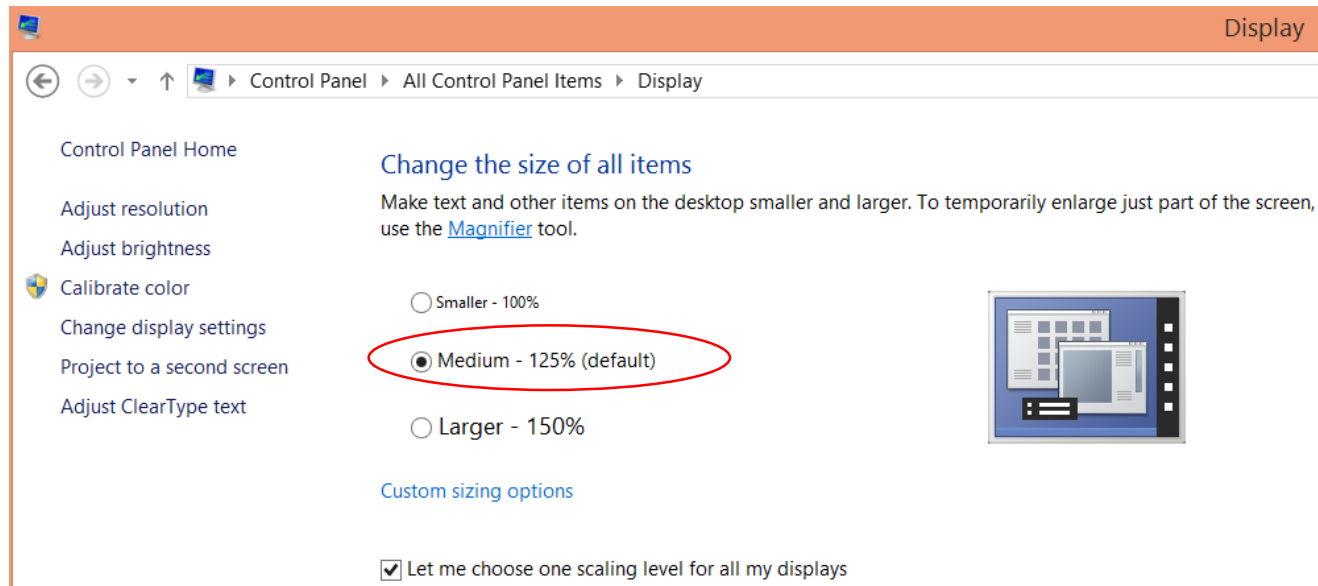 Display
Control Panel All Control Panel Items Display
Control Panel Home
Adjust resolution
Adjust brightness
Calibrate color
Change display settings
Project to a second screen
Adjust ClearType text
Change the size of all items
Make text and other items on the desktop smaller and larger. To temporarily enlarge just part of the screen,
use the Magnifier tool.
Smaller - 100%
Medium - 125% (default)
Larger - 150%
Custom sizing options
Let me choose one scaling level for all my displays